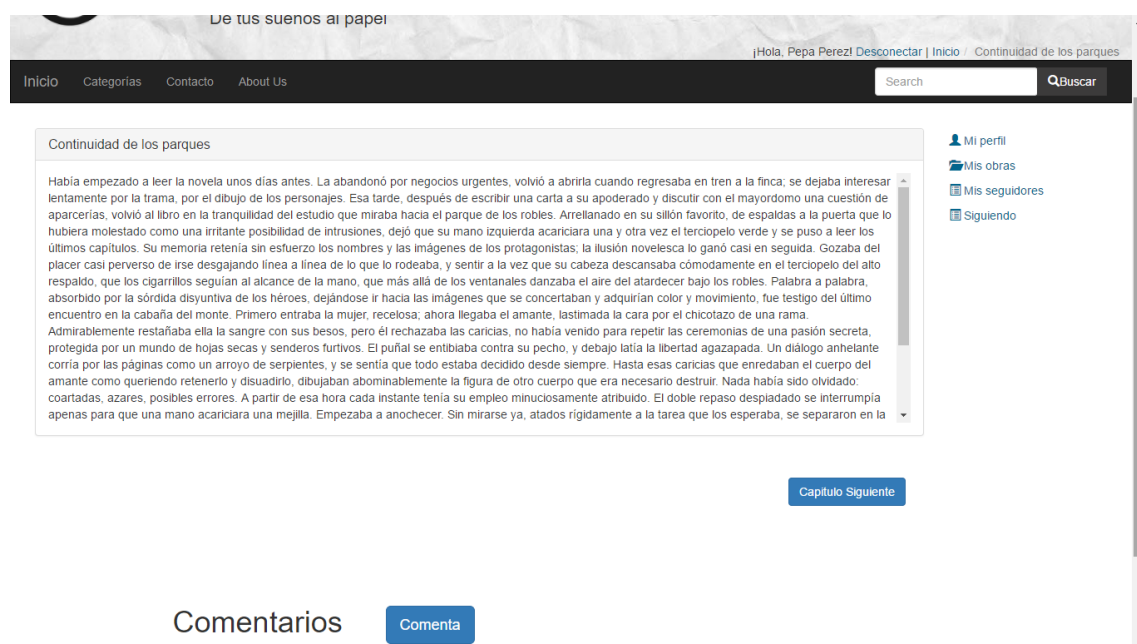 De tus sueños al papel
¡Hola, Pepa Perez! Desconectar | Inicio / Continuidad de los parques
Inicio Categorías Contacto About Us Search Buscar
Continuidad de los parques
Había empezado a leer la novela unos días antes. La abandonó por negocios urgentes, volvió a abrirla cuando regresaba en tren a la finca; se dejaba interesar
lentamente por la trama, por el dibujo de los personajes. Esa tarde, después de escribir una carta a su apoderado y discutir con el mayordomo una cuestión de
aparcerías, volvió al libro en la tranquilidad del estudio que miraba hacia el parque de los robles. Arrellanado en su sillón favorito, de espaldas a la puerta que lo
hubiera molestado como una irritante posibilidad de intrusiones, dejó que su mano izquierda acariciara una y otra vez el terciopelo verde y se puso a leer los
últimos capítulos. Su memoria retenía sin esfuerzo los nombres y las imágenes de los protagonistas; la ilusión novelesca lo ganó casi en seguida. Gozaba del
placer casi perverso de irse desgajando línea a línea de lo que lo rodeaba, y sentir a la vez que su cabeza descansaba cómodamente en el terciopelo del alto
respaldo, que los cigarrillos seguían al alcance de la mano, que más allá de los ventanales danzaba el aire del atardecer bajo los robles. Palabra a palabra,
absorbido por la sórdida disyuntiva de los héroes, dejándose ir hacia las imágenes que se concertaban y adquirían color y movimiento, fue testigo del último
encuentro en la cabaña del monte. Primero entraba la mujer, recelosa; ahora llegaba el amante, lastimada la cara por el chicotazo de una rama.
Admirablemente restañaba ella la sangre con sus besos, pero él rechazaba las caricias, no había venido para repetir las ceremonias de una pasión secreta,
protegida por un mundo de hojas secas y senderos furtivos. El puñal se entibiaba contra su pecho, y debajo latía la libertad agazapada. Un diálogo anhelante
corría por las páginas como un arroyo de serpientes, y se sentía que todo estaba decidido desde siempre. Hasta esas caricias que enredaban el cuerpo del
amante como queriendo retenerlo y disuadirlo, dibujaban abominablemente la figura de otro cuerpo que era necesario destruir. Nada había sido olvidado:
coartadas, azares, posibles errores. A partir de esa hora cada instante tenía su empleo minuciosamente atribuido. El doble repaso despiadado se interrumpía
apenas para que una mano acariciara una mejilla. Empezaba a anochecer. Sin mirarse ya, atados rígidamente a la tarea que los esperaba, se separaron en la
Mi perfil
Mis obras
Mis seguidores
Siguiendo
Capitulo Siguiente
Comentarios Comenta